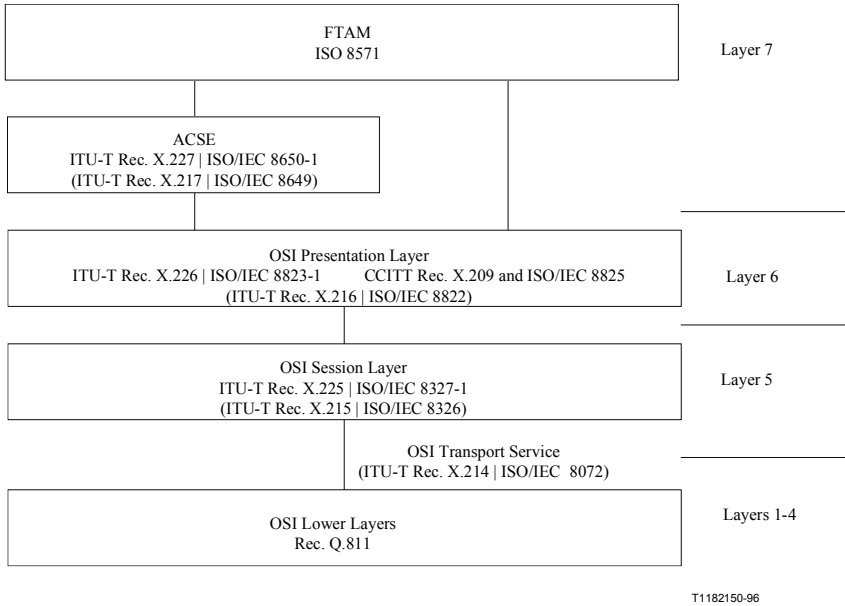 FTAM
ISO 8571
Layer 7
ACSE
ITU-T Rec. X.227 | ISO/IEC 8650-1
(ITU-T Rec. X.217 | ISO/IEC 8649)
OSI Presentation Layer
ITU-T Rec. X.226 | ISO/IEC 8823-1 CCITT Rec. X.209 and ISO/IEC 8825
(ITU-T Rec. X.216 | ISO/IEC 8822)
Layer 6
OSI Session Layer
ITU-T Rec. X.225 | ISO/IEC 8327-1
(ITU-T Rec. X.215 | ISO/IEC 8326)
Layer 5
OSI Transport Service
(ITU-T Rec. X.214 | ISO/IEC 8072)
OSI Lower Layers
Rec. Q.811
Layers 1-4
T1182150-96